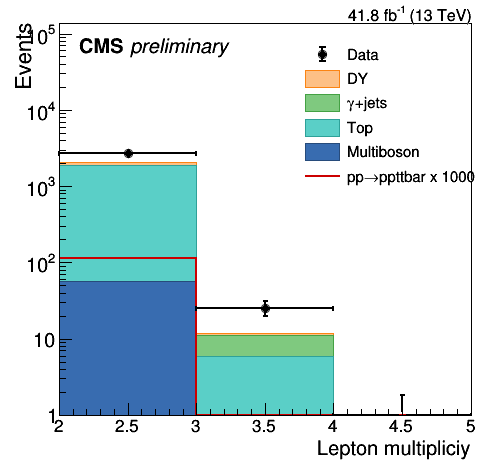 41.8 fb⁻¹ (13 TeV)
CMS preliminary
Events
Data
DY
γ+jets
Top
Multiboson
pp→ppttbar x 1000
10⁵
10⁴
10³
10²
10
1
2 2.5 3 3.5 4 4.5 5
Lepton multipliciy